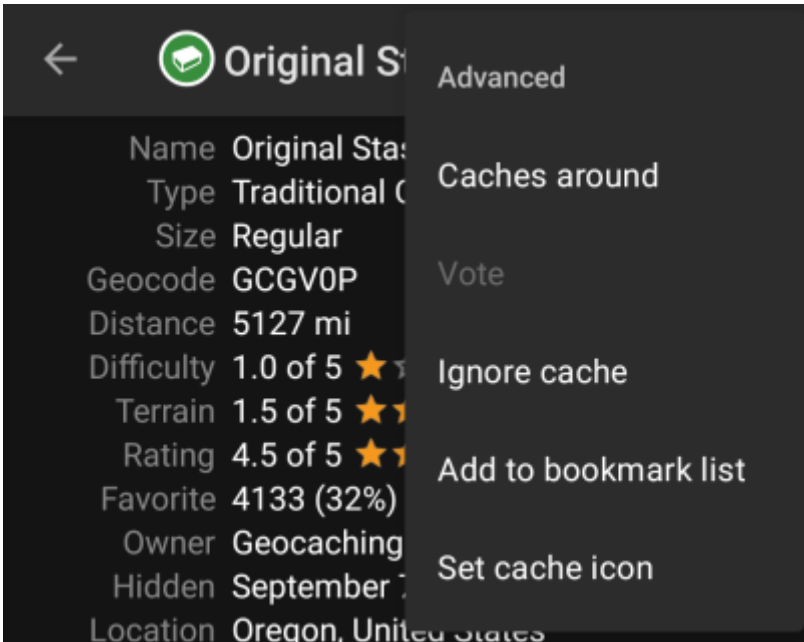 Original S
Name Original Sta
Type Traditional
Size Regular
Geocode GCGV0P
Distance 5127 mi
Difficulty 1.0 of 5
Terrain 1.5 of 5
Rating 4.5 of 5
Favorite 4133 (32%)
Owner Geocaching
Hidden September
Location Oregon, United States
Advanced
Caches around
Vote
Ignore cache
Add to bookmark list
Set cache icon